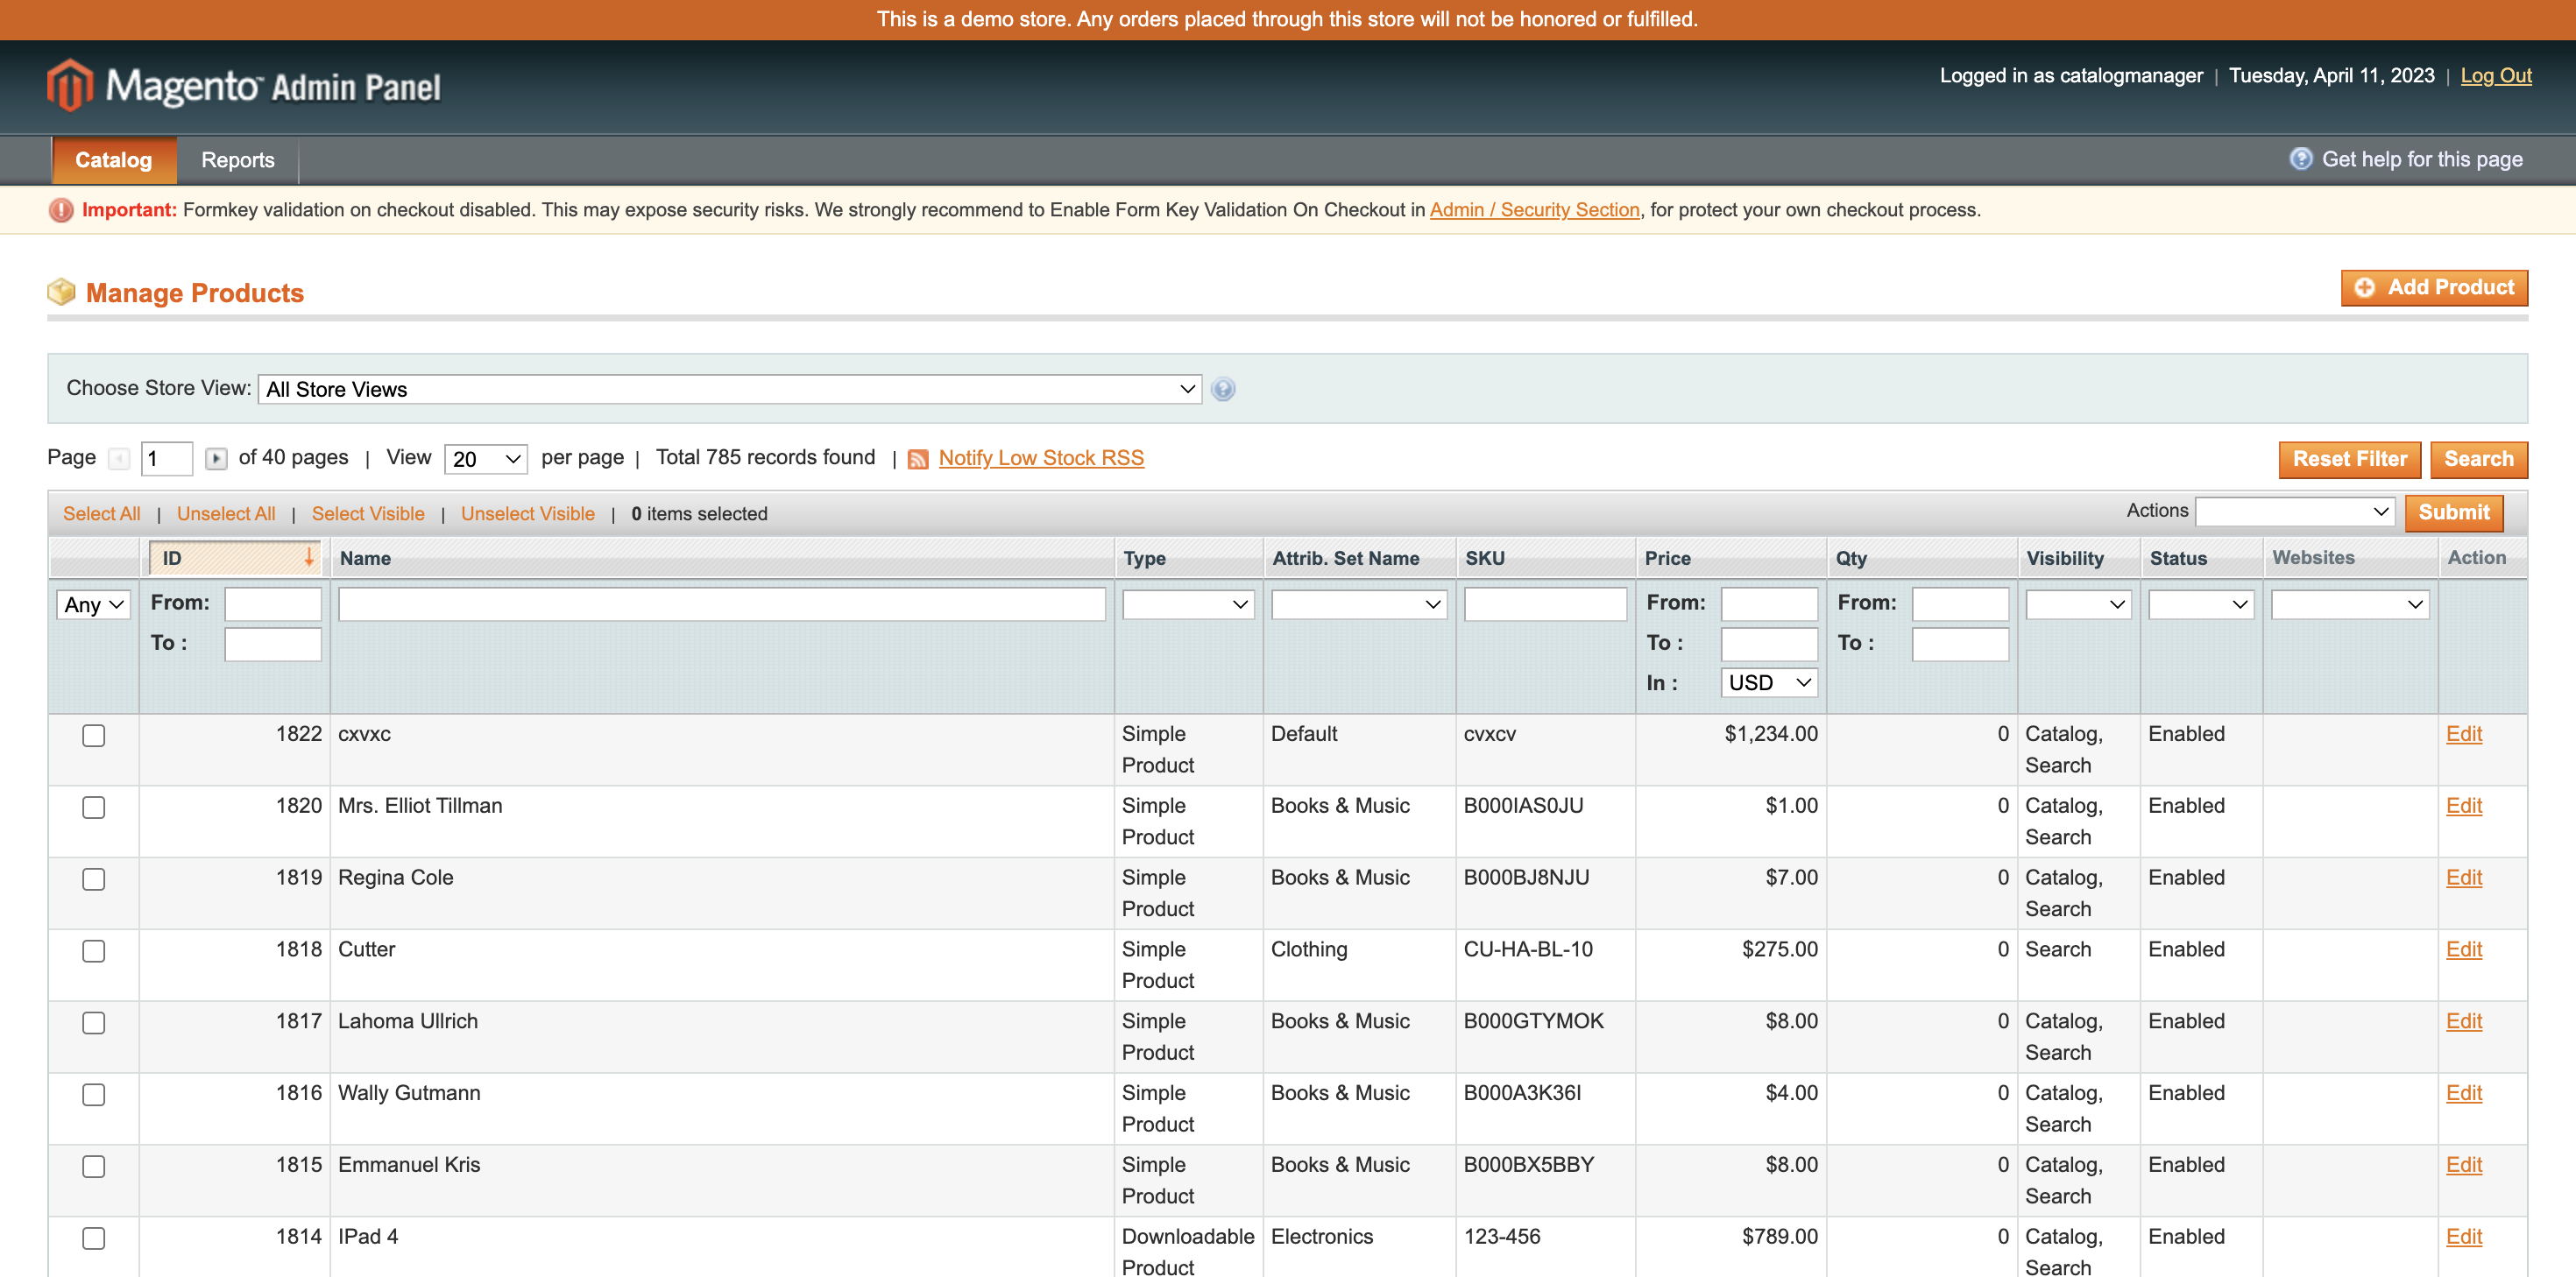 This is a demo store. Any orders placed through this store will not be honored or fulfilled.
Magento™ Admin Panel
Logged in as catalogmanager | Tuesday, April 11, 2023 | Log Out
Catalog Reports Get help for this page
Important: Formkey validation on checkout disabled. This may expose security risks. We strongly recommend to Enable Form Key Validation On Checkout in Admin / Security Section, for protect your own checkout process.
Manage Products Add Product
Choose Store View: All Store Views
Page 1 of 40 pages | View 20 per page | Total 785 records found | Notify Low Stock RSS Reset Filter Search
Select All | Unselect All | Select Visible | Unselect Visible | 0 items selected Actions Submit
ID Name Type Attrib. Set Name SKU Price Qty Visibility Status Websites Action
Any From: From: From:
To : To : To :
In : USD
1822 cxvxc Simple Product Default cvxcv $1,234.00 0 Catalog, Search Enabled Edit
1820 Mrs. Elliot Tillman Simple Product Books & Music B000IAS0JU $1.00 0 Catalog, Search Enabled Edit
1819 Regina Cole Simple Product Books & Music B000BJ8NJU $7.00 0 Catalog, Search Enabled Edit
1818 Cutter Simple Product Clothing CU-HA-BL-10 $275.00 0 Search Enabled Edit
1817 Lahoma Ullrich Simple Product Books & Music B000GTYMOK $8.00 0 Catalog, Search Enabled Edit
1816 Wally Gutmann Simple Product Books & Music B000A3K36I $4.00 0 Catalog, Search Enabled Edit
1815 Emmanuel Kris Simple Product Books & Music B000BX5BBY $8.00 0 Catalog, Search Enabled Edit
1814 IPad 4 Downloadable Product Electronics 123-456 $789.00 0 Catalog, Search Enabled Edit